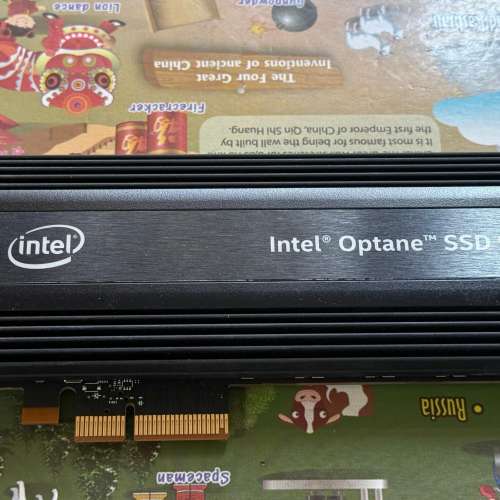 Lion dance
Gunpowder
The Four Great
Inventions of ancient China
Firecracker
the first Emperor of China, Qin Shi Huang.
It is most famous for being the wall built by
intel
Intel® Optane™ SSD
Russia
Spaceman